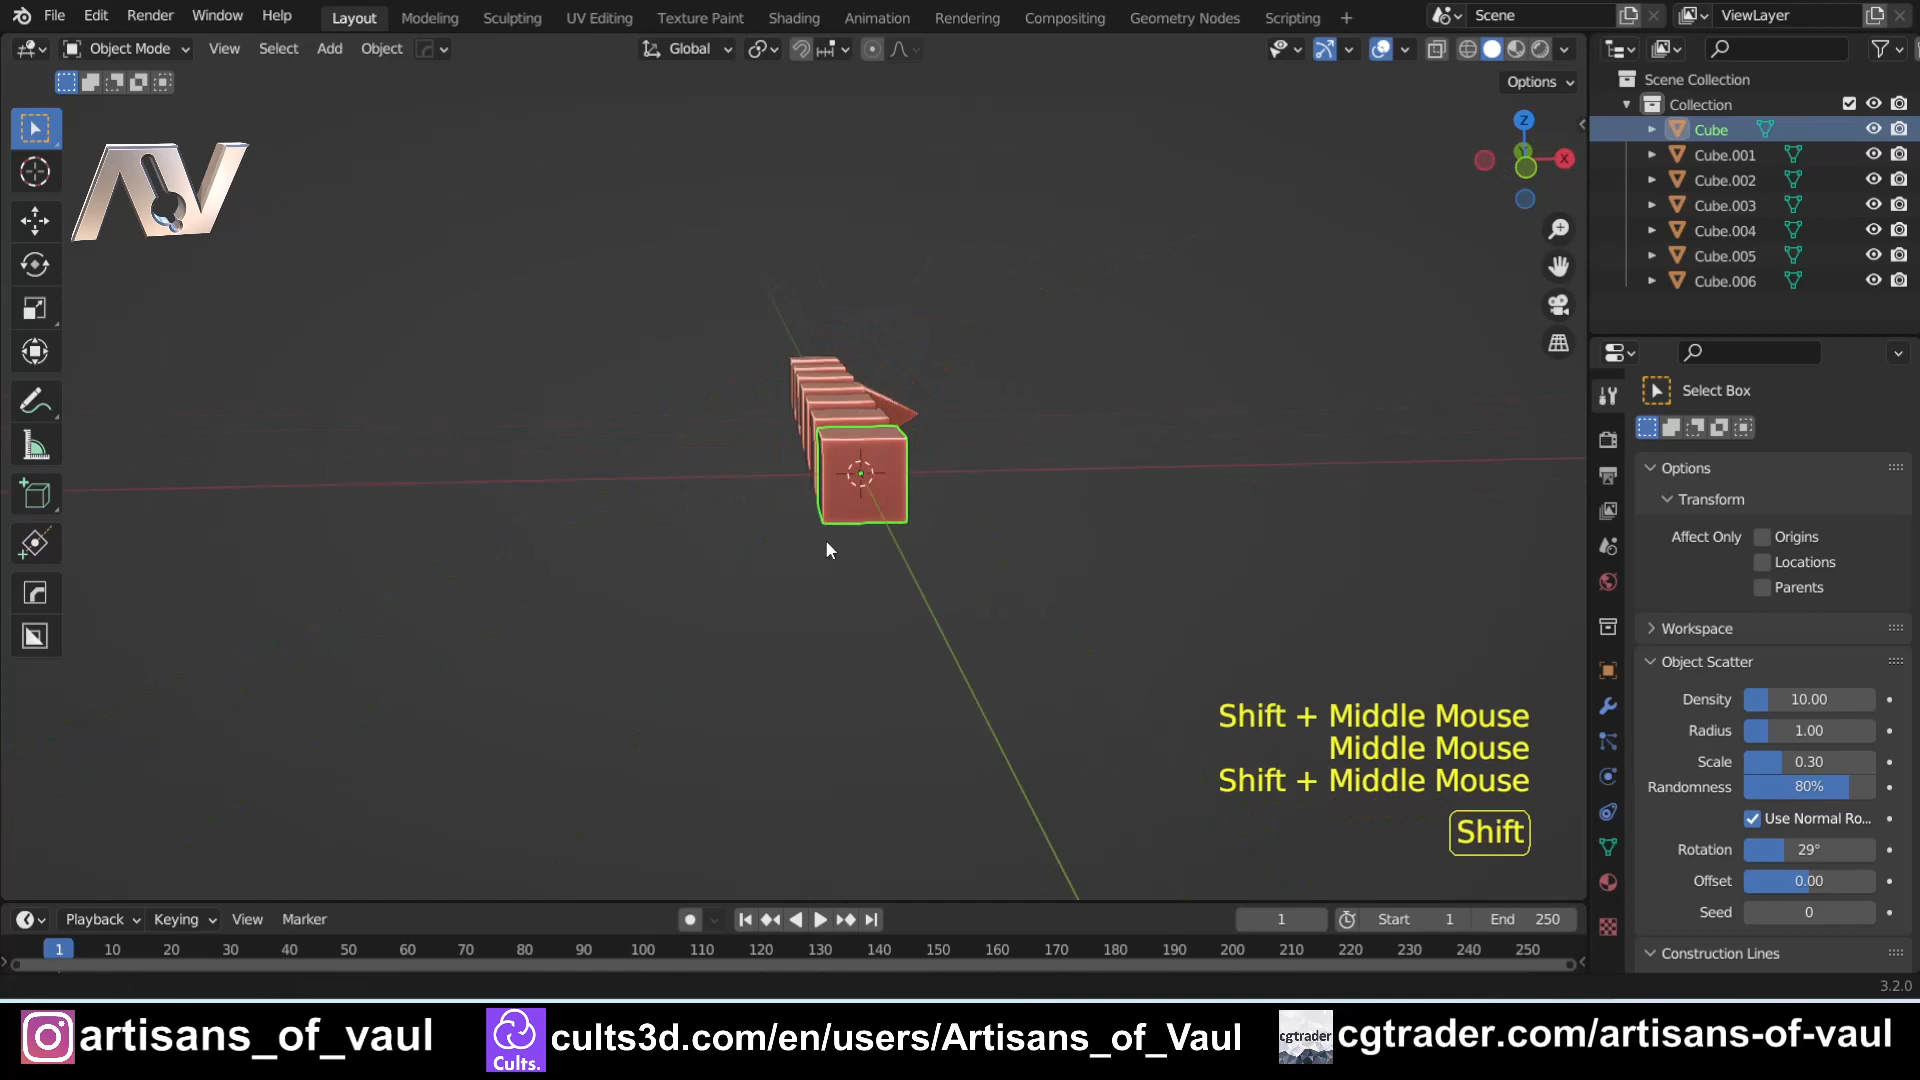 File Edit Render Window Help Layout Modeling Sculpting UV Editing Texture Paint Shading Animation Rendering Compositing Geometry Nodes Scripting + Scene ViewLayer
Object Mode View Select Add Object Global
Options
Scene Collection
Collection
Cube
Cube.001
Cube.002
Cube.003
Cube.004
Cube.005
Cube.006
Z
X
AV
Select Box
Options
Transform
Affect Only Origins
Locations
Parents
Workspace
Object Scatter
Density 10.00
Radius 1.00
Scale 0.30
Randomness 80%
Use Normal Ro...
Rotation 29°
Offset 0.00
Seed 0
Construction Lines
Shift + Middle Mouse
Middle Mouse
Shift + Middle Mouse
Shift
Playback Keying View Marker 1 Start 1 End 250
1 10 20 30 40 50 60 70 80 90 100 110 120 130 140 150 160 170 180 190 200 210 220 230 240 250
3.2.0
artisans_of_vaul Cults. cults3d.com/en/users/Artisans_of_Vaul cgtrader cgtrader.com/artisans-of-vaul